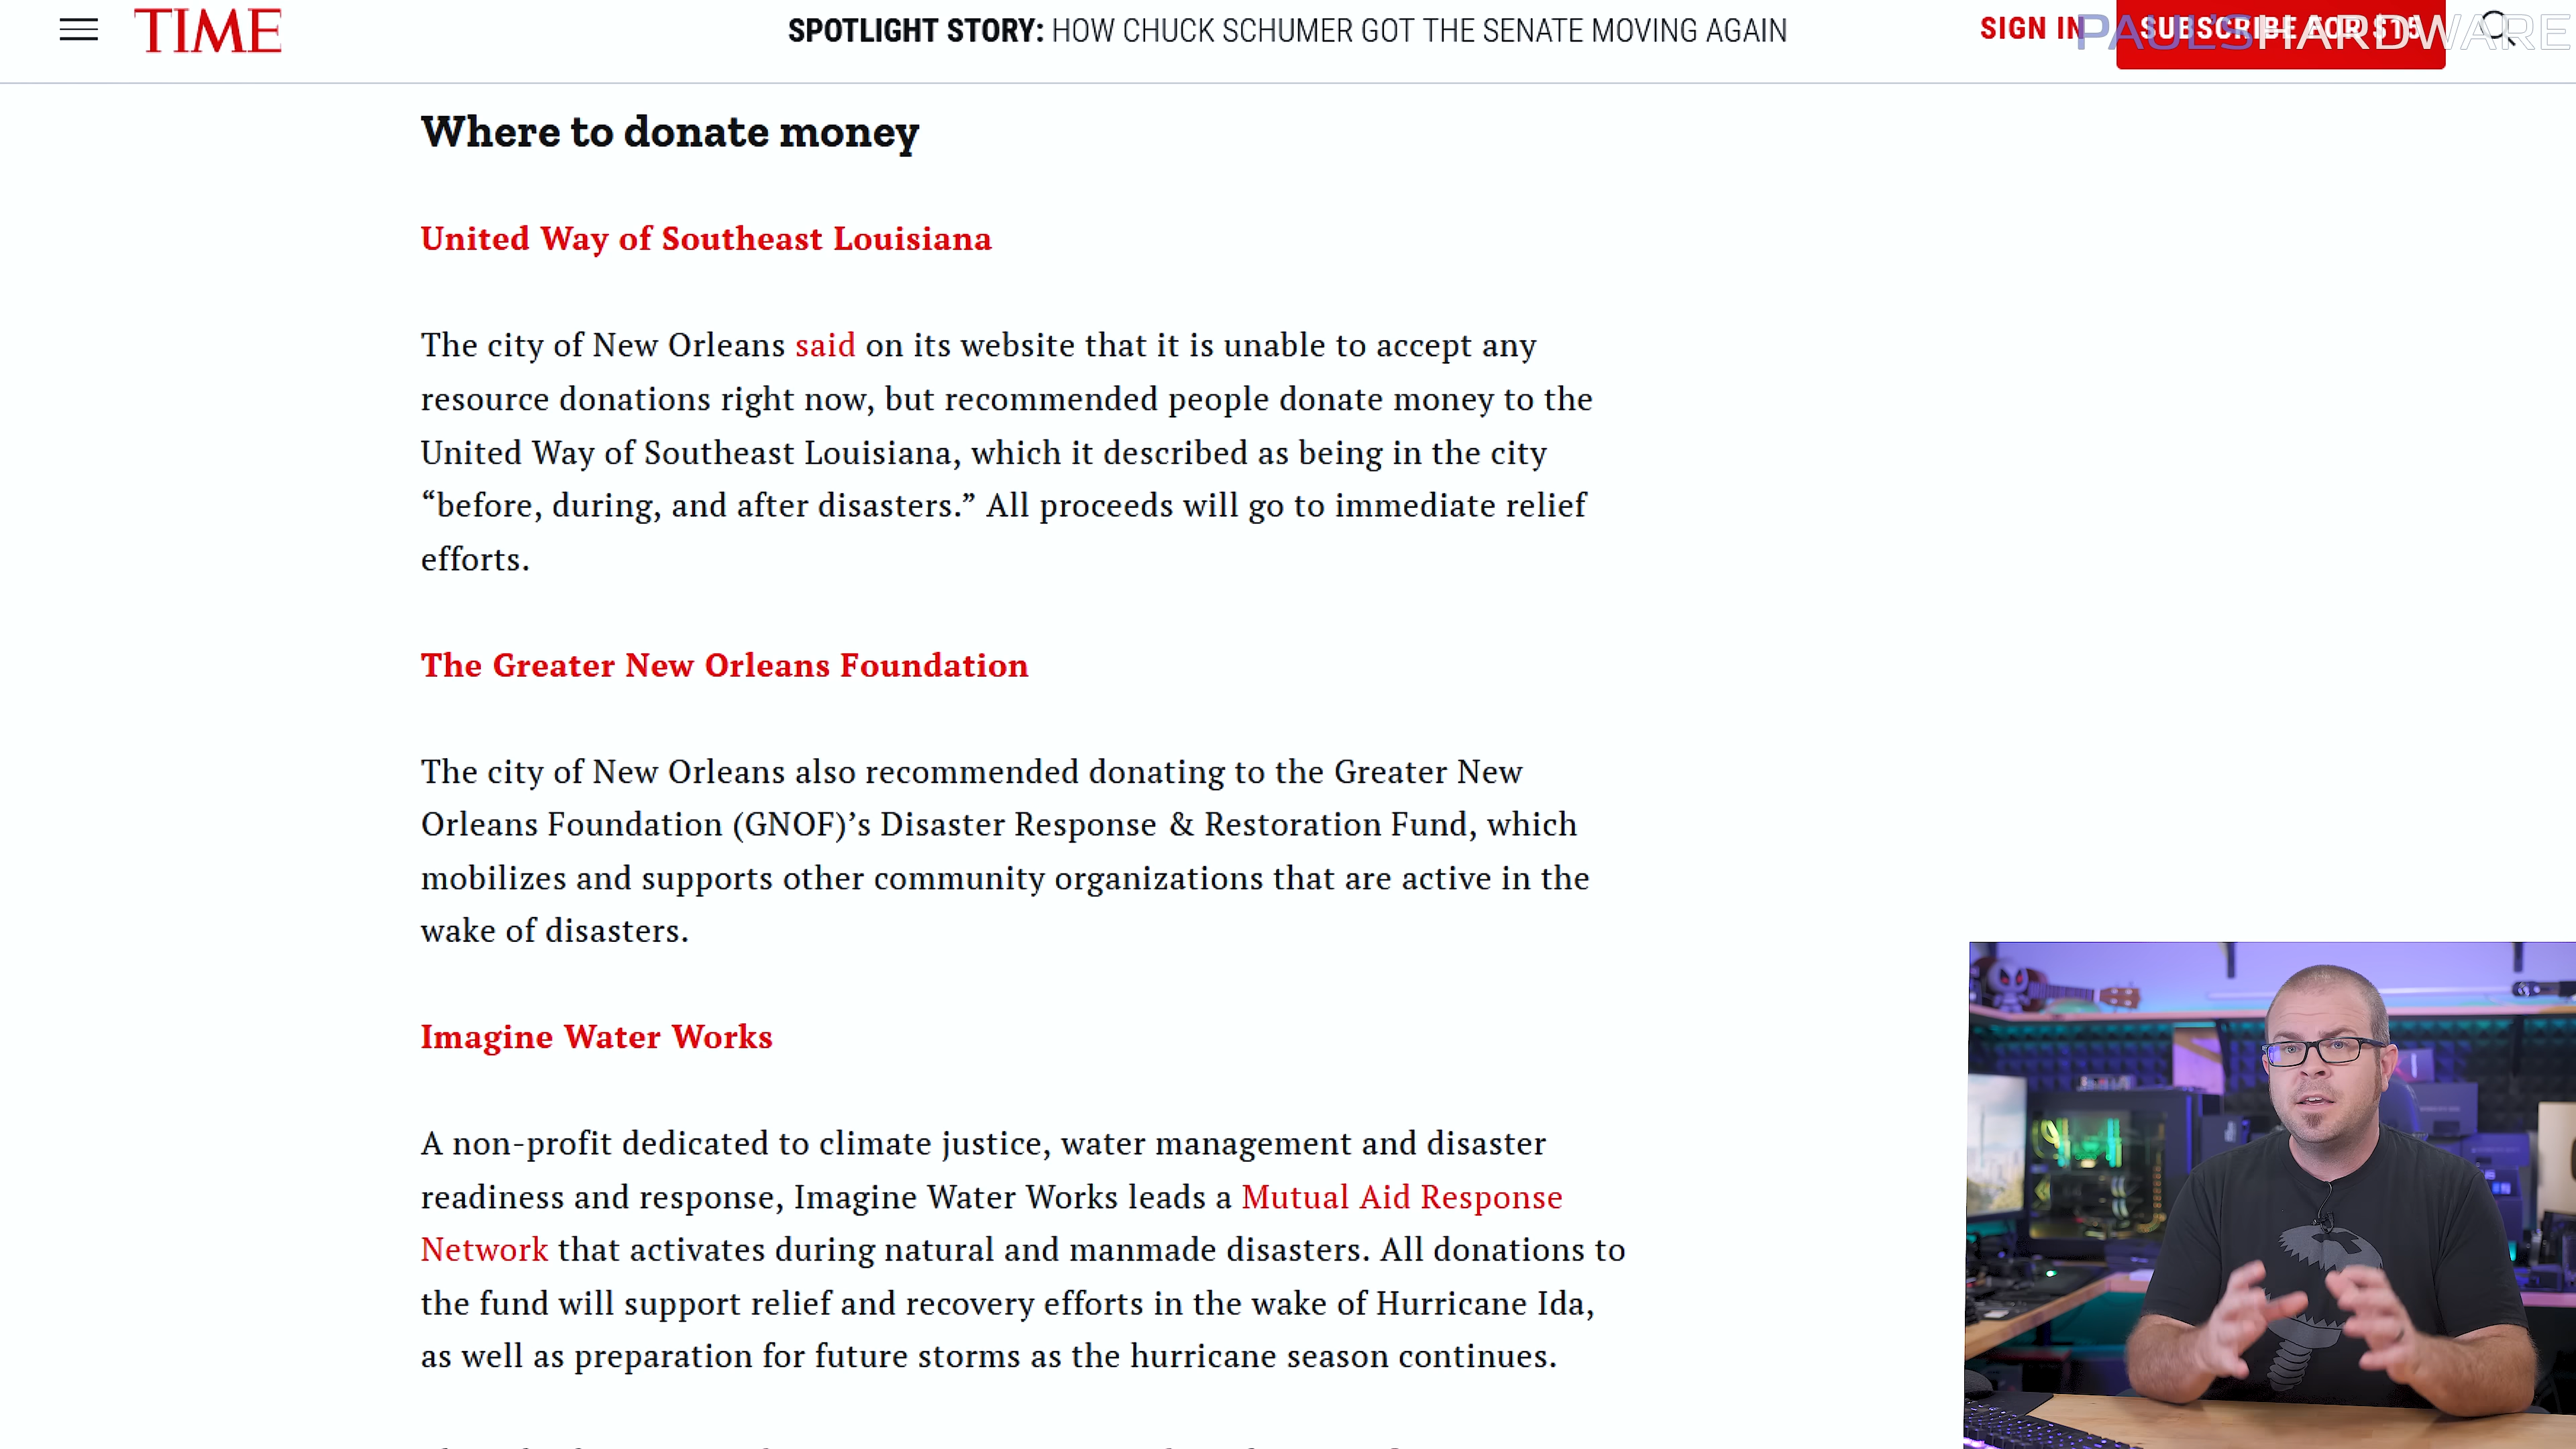 TIME
SPOTLIGHT STORY: HOW CHUCK SCHUMER GOT THE SENATE MOVING AGAIN
SIGN IN
SUBSCRIBE FOR $15
PAUL'SHARDWARE
Where to donate money
United Way of Southeast Louisiana
The city of New Orleans said on its website that it is unable to accept any
resource donations right now, but recommended people donate money to the
United Way of Southeast Louisiana, which it described as being in the city
“before, during, and after disasters.” All proceeds will go to immediate relief
efforts.
The Greater New Orleans Foundation
The city of New Orleans also recommended donating to the Greater New
Orleans Foundation (GNOF)’s Disaster Response & Restoration Fund, which
mobilizes and supports other community organizations that are active in the
wake of disasters.
Imagine Water Works
A non-profit dedicated to climate justice, water management and disaster
readiness and response, Imagine Water Works leads a Mutual Aid Response
Network that activates during natural and manmade disasters. All donations to
the fund will support relief and recovery efforts in the wake of Hurricane Ida,
as well as preparation for future storms as the hurricane season continues.